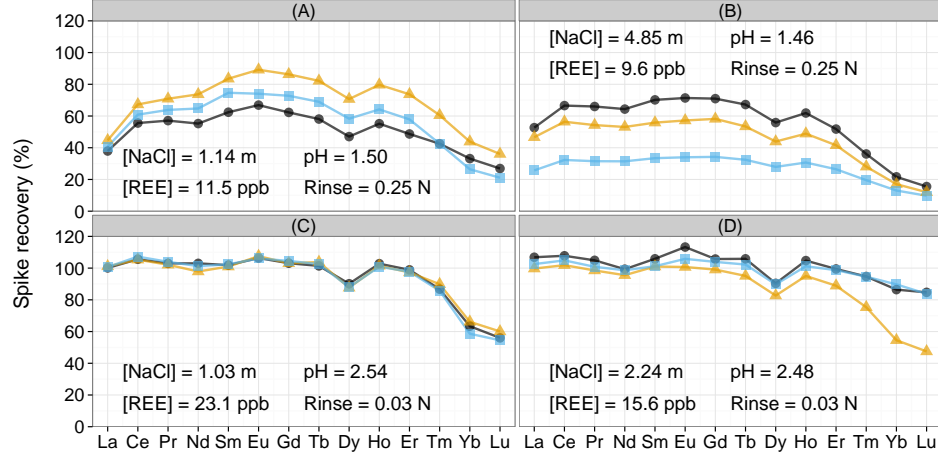 (A)
(B)
Spike recovery (%)
120
100
80
60
40
20
0
[NaCl] = 1.14 m pH = 1.50
[REE] = 11.5 ppb Rinse = 0.25 N
[NaCl] = 4.85 m pH = 1.46
[REE] = 9.6 ppb Rinse = 0.25 N
(C)
(D)
120
100
80
60
40
20
0
[NaCl] = 1.03 m pH = 2.54
[REE] = 23.1 ppb Rinse = 0.03 N
[NaCl] = 2.24 m pH = 2.48
[REE] = 15.6 ppb Rinse = 0.03 N
La Ce Pr Nd Sm Eu Gd Tb Dy Ho Er Tm Yb Lu
La Ce Pr Nd Sm Eu Gd Tb Dy Ho Er Tm Yb Lu